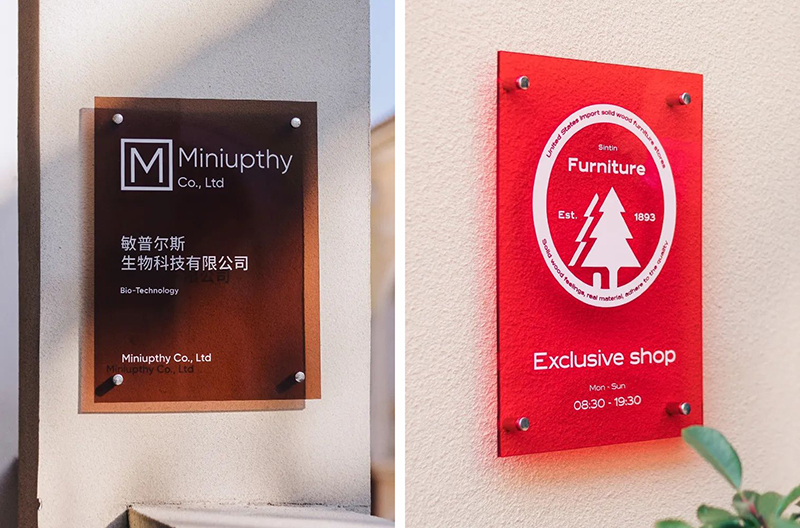 M
Miniupthy
Co., Ltd
敏普尔斯
生物科技有限公司
Bio-Technology
Miniupthy Co., Ltd
United States Import solid wood furniture stores
Sintin
Furniture
Est. 1893
Solid wood feelings, real material, adhere to the quality
Exclusive shop
Mon - Sun
08:30 - 19:30